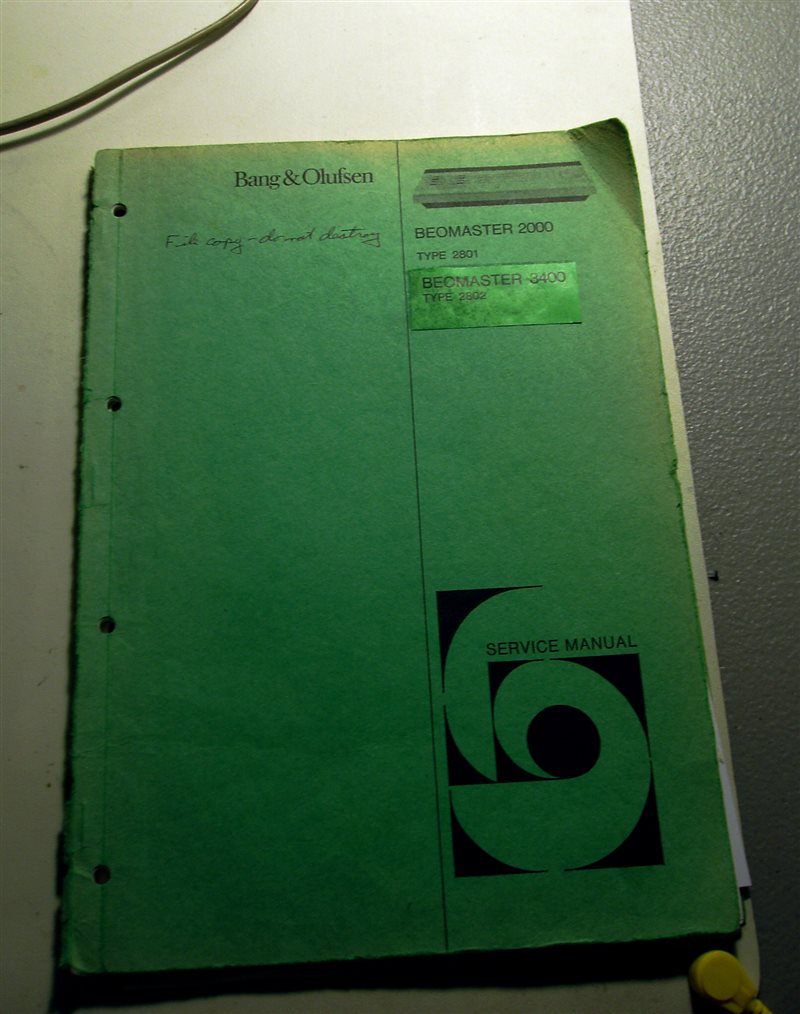 Bang & Olufsen
File copy - do not destroy
BEOMASTER 2000
TYPE 2801
BEOMASTER 3400
TYPE 2802
SERVICE MANUAL